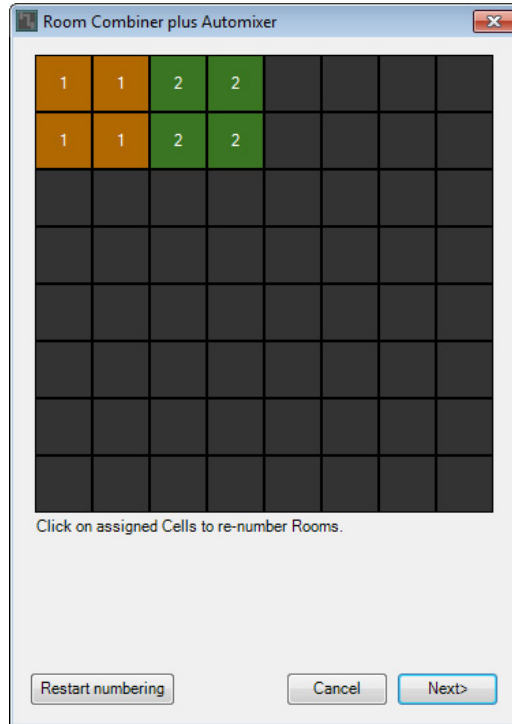 Room Combiner plus Automixer
1 1 2 2
1 1 2 2
Click on assigned Cells to re-number Rooms.
Restart numbering Cancel Next>